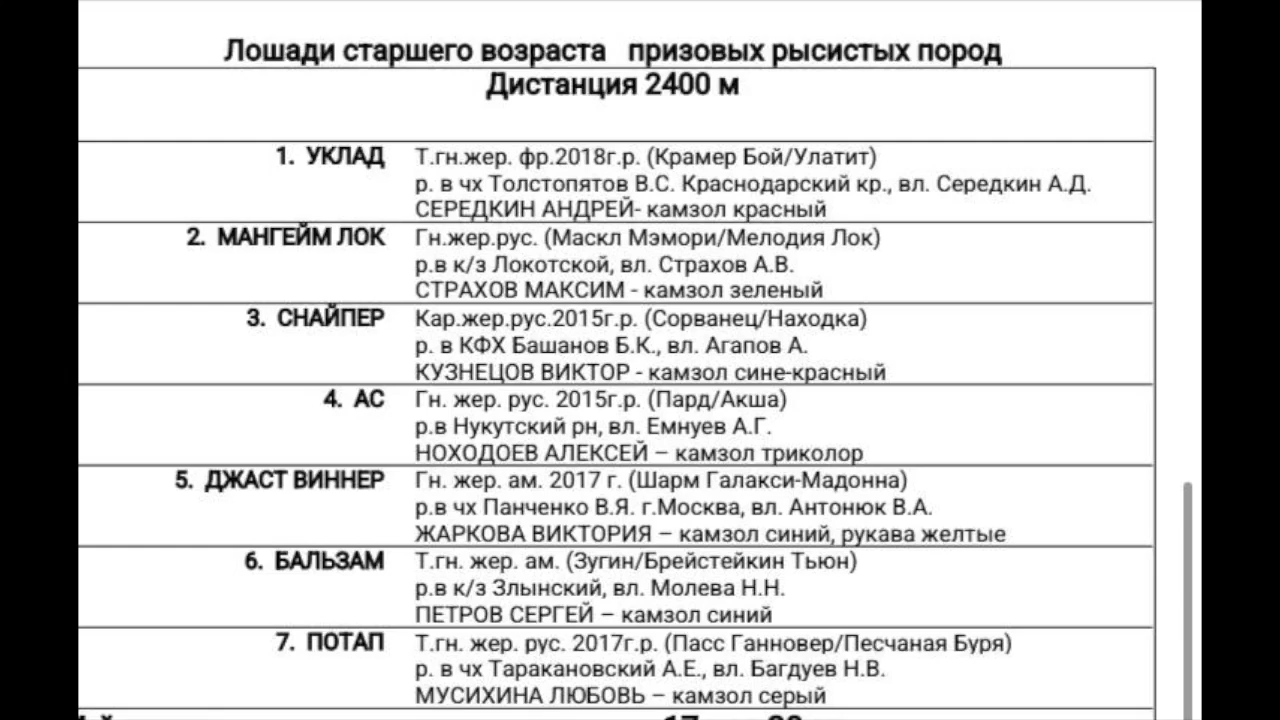 Лошади старшего возраста призовых рысистых пород
Дистанция 2400 м
1. УКЛАД Т.гн.жер. фр.2018г.р. (Крамер Бой/Улатит)
р. в чх Толстопятов В.С. Краснодарский кр., вл. Середкин А.Д.
СЕРЕДКИН АНДРЕЙ- камзол красный
2. МАНГЕЙМ ЛОК Гн.жер.рус. (Маскл Мэмори/Мелодия Лок)
р.в к/з Локотской, вл. Страхов А.В.
СТРАХОВ МАКСИМ - камзол зеленый
3. СНАЙПЕР Кар.жер.рус.2015г.р. (Сорванец/Находка)
р. в КФХ Башанов Б.К., вл. Агапов А.
КУЗНЕЦОВ ВИКТОР - камзол сине-красный
4. АС Гн. жер. рус. 2015г.р. (Пард/Акша)
р.в Нукутский рн, вл. Емнуев А.Г.
НОХОДОЕВ АЛЕКСЕЙ – камзол триколор
5. ДЖАСТ ВИННЕР Гн. жер. ам. 2017 г. (Шарм Галакси-Мадонна)
р.в чх Панченко В.Я. г.Москва, вл. Антонюк В.А.
ЖАРКОВА ВИКТОРИЯ – камзол синий, рукава желтые
6. БАЛЬЗАМ Т.гн. жер. ам. (Зугин/Брейстейкин Тьюн)
р.в к/з Злынский, вл. Молева Н.Н.
ПЕТРОВ СЕРГЕЙ – камзол синий
7. ПОТАП Т.гн. жер. рус. 2017г.р. (Пасс Ганновер/Песчаная Буря)
р. в чх Таракановский А.Е., вл. Багдуев Н.В.
МУСИХИНА ЛЮБОВЬ – камзол серый